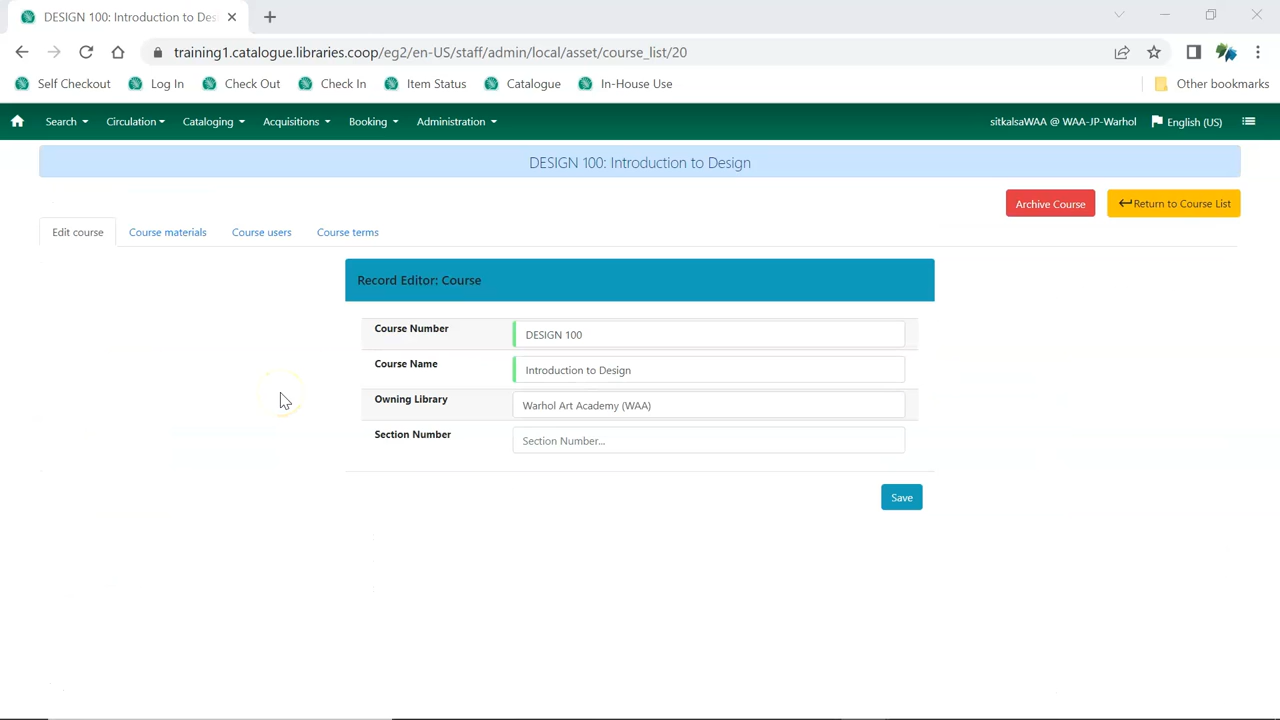 DESIGN 100: Introduction to Des
training1.catalogue.libraries.coop/eg2/en-US/staff/admin/local/asset/course_list/20
Self Checkout Log In Check Out Check In Item Status Catalogue In-House Use Other bookmarks
Search Circulation Cataloging Acquisitions Booking Administration sitkalsaWAA @ WAA-JP-Warhol English (US)
DESIGN 100: Introduction to Design
Archive Course Return to Course List
Edit course Course materials Course users Course terms
Record Editor: Course
Course Number DESIGN 100
Course Name Introduction to Design
Owning Library Warhol Art Academy (WAA)
Section Number Section Number...
Save